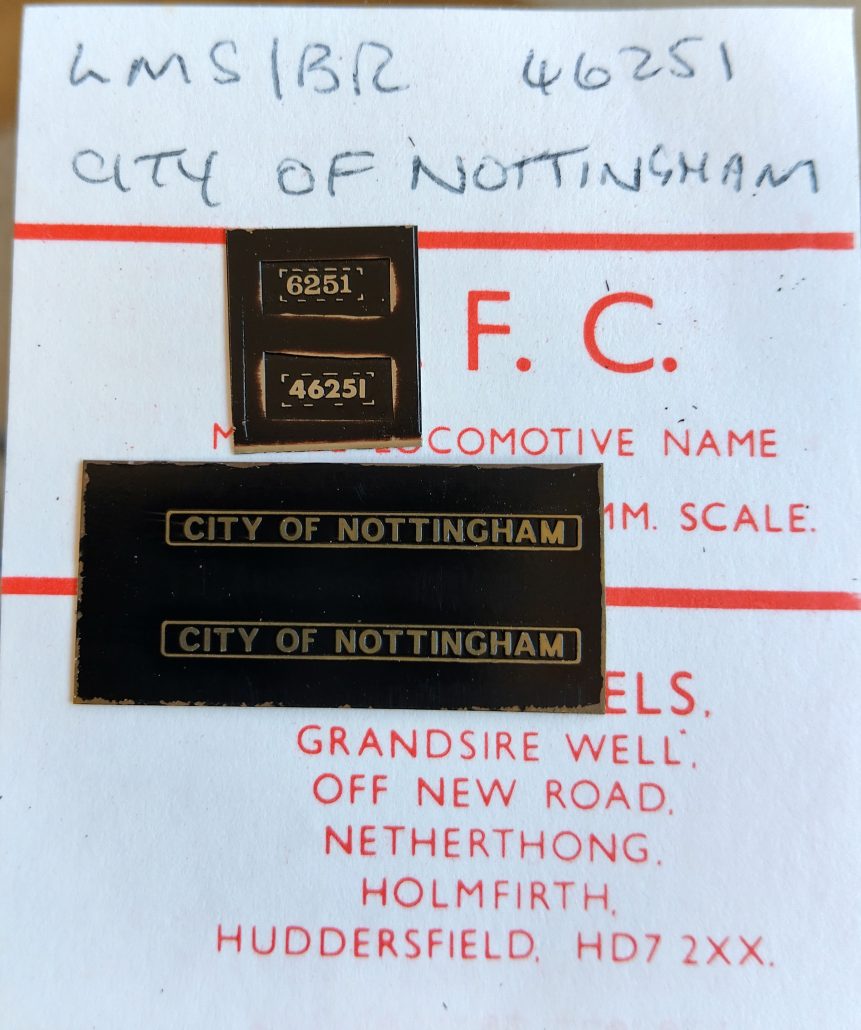 LMS/BR 46251
CITY OF NOTTINGHAM
6251
F. C.
46251
LOCOMOTIVE NAME
CITY OF NOTTINGHAM
MM. SCALE.
CITY OF NOTTINGHAM
ELS,
GRANDSIRE WELL,
OFF NEW ROAD,
NETHERTHONG,
HOLMFIRTH,
HUDDERSFIELD, HD7 2XX.